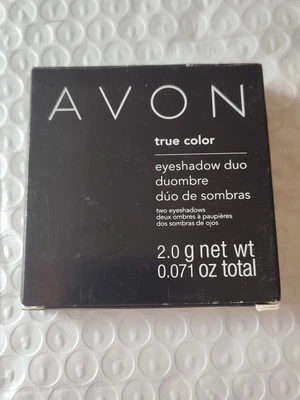 AVON
true color
eyeshadow duo
duombre
dúo de sombras
two eyeshadows
deux ombres à paupières
dos sombras de ojos
2.0 g net wt
0.071 oz total